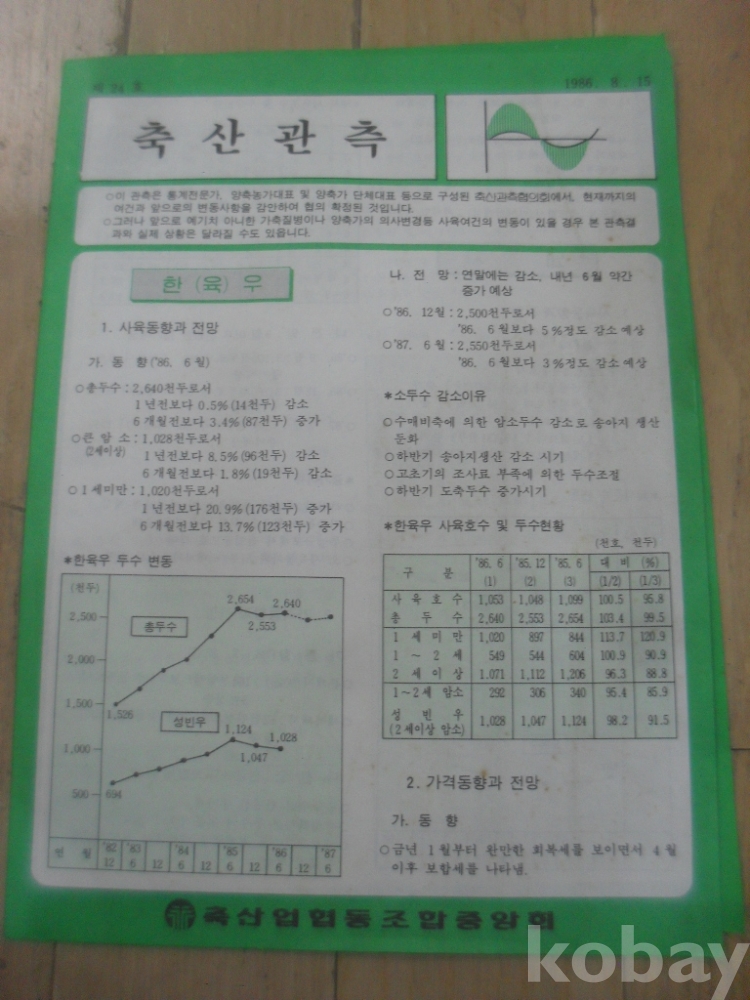 제 24 호
1986. 8. 15
축산관측
○이 관측은 통계전문가, 양축농가대표 및 양축가 단체대표 등으로 구성된 축산관측협의회에서, 현재까지의
여건과 앞으로의 변동사항을 감안하여 협의 확정된 것입니다.
○그러나 앞으로 예기치 아니한 가축질병이나 양축가의 의사변경등 사육여건의 변동이 있을 경우 본 관측결
과와 실제 상황은 달라질 수도 있읍니다.
한(육)우
1. 사육동향과 전망
가. 동 향('86. 6월)
○총두수 : 2,640천두로서
1년전보다 0.5%(14천두) 감소
6개월전보다 3.4%(87천두) 증가
○큰 암 소 : 1,028천두로서
(2세이상)
1년전보다 8.5%(96천두) 감소
6개월전보다 1.8%(19천두) 감소
○1세미만 : 1,020천두로서
1년전보다 20.9%(176천두) 증가
6개월전보다 13.7%(123천두) 증가
*한육우 두수 변동
(천두)
2,500
2,000
1,500
1,000
500
총두수
2,654
2,640
2,553
1,526
성빈우
1,124
1,028
1,047
694
연 월
'82 '83 '84 '85 '86 '87
12 6 12 6 12 6 12 6 12 6
나. 전 망 : 연말에는 감소, 내년 6월 약간
증가 예상
○'86. 12월 : 2,500천두로서
'86. 6월보다 5%정도 감소예상
○'87. 6월 : 2,550천두로서
'86. 6월보다 3%정도 감소예상
*소두수 감소이유
○수매비축에 의한 암소두수 감소로 송아지 생산
둔화
○하반기 송아지생산 감소 시기
○고초기의 조사료 부족에 의한 두수조절
○하반기 도축두수 증가시기
*한육우 사육호수 및 두수현황
(천호, 천두)
구 분 '86. 6 '85. 12 '85. 6 대 비 (%)
(1) (2) (3) (1/2) (1/3)
사 육 호 수 1,053 1,048 1,099 100.5 95.8
총 두 수 2,640 2,553 2,654 103.4 99.5
1 세 미 만 1,020 897 844 113.7 120.9
1 ~ 2 세 549 544 604 100.9 90.9
2 세 이 상 1,071 1,112 1,206 96.3 88.8
1~2세 암소 292 306 340 95.4 85.9
성 빈 우 1,028 1,047 1,124 98.2 91.5
(2세이상 암소)
2. 가격동향과 전망
가. 동 향
○금년 1월부터 완만한 회복세를 보이면서 4월
이후 보합세를 나타냄.
축산업협동조합중앙회
kobay